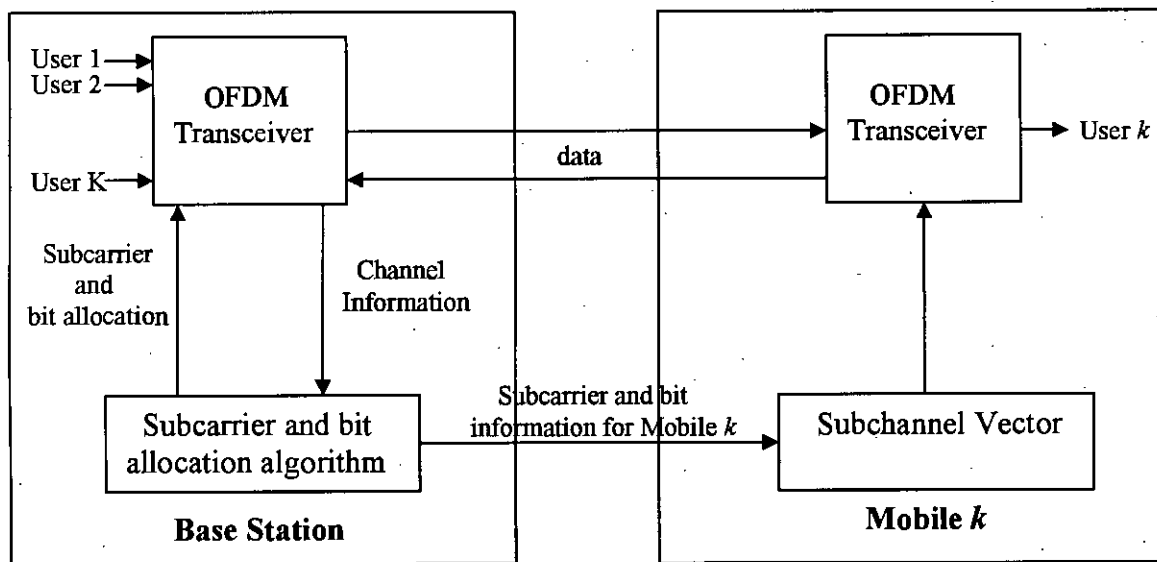 User 1
User 2
User K
OFDM
Transceiver
data
OFDM
Transceiver
User k
Subcarrier
and
bit allocation
Channel
Information
Subcarrier and bit
allocation algorithm
Subcarrier and bit
information for Mobile k
Subchannel Vector
Base Station
Mobile k